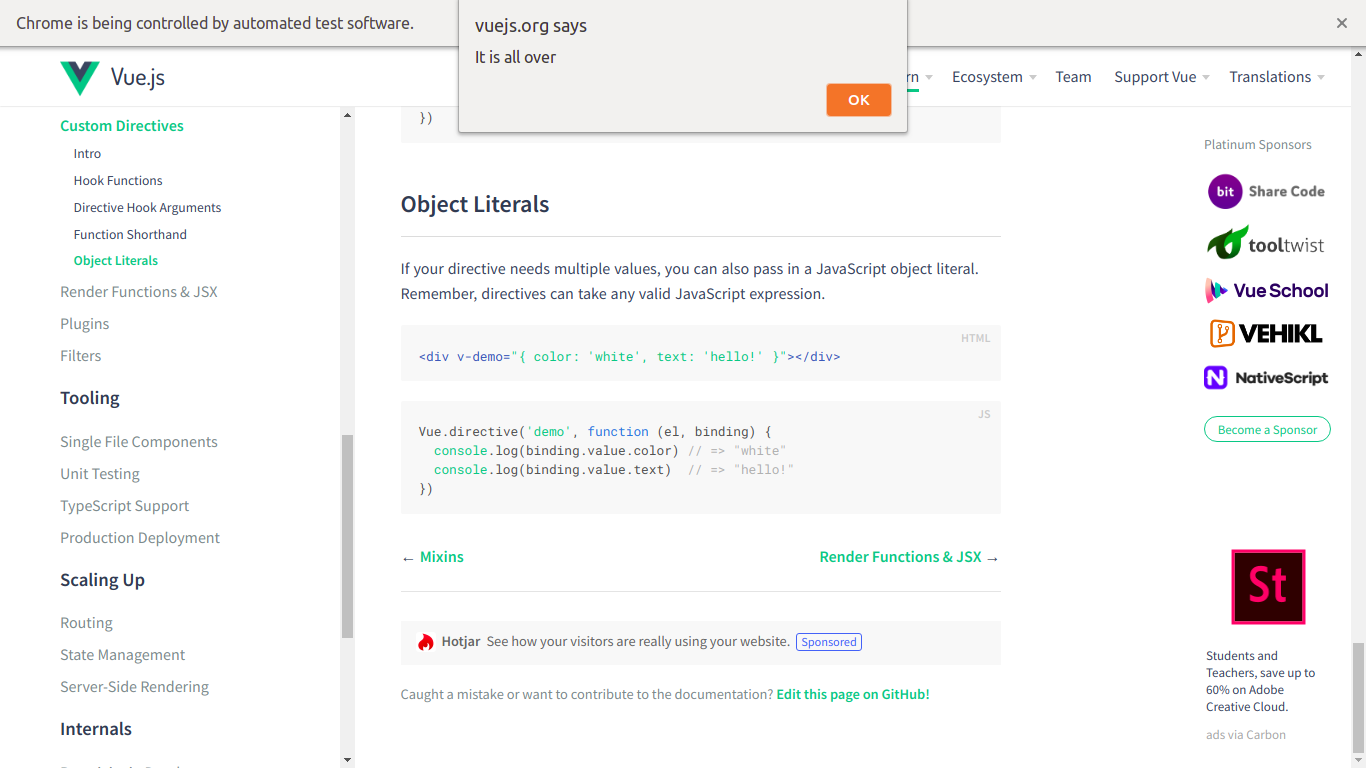 Chrome is being controlled by automated test software.
vuejs.org says
It is all over
OK
Vue.js
Ecosystem
Team
Support Vue
Translations
Custom Directives
Intro
Hook Functions
Directive Hook Arguments
Function Shorthand
Object Literals
Render Functions & JSX
Plugins
Filters
Tooling
Single File Components
Unit Testing
TypeScript Support
Production Deployment
Scaling Up
Routing
State Management
Server-Side Rendering
Internals
})
Object Literals
If your directive needs multiple values, you can also pass in a JavaScript object literal.
Remember, directives can take any valid JavaScript expression.
HTML
<div v-demo="{ color: 'white', text: 'hello!' }"></div>
JS
Vue.directive('demo', function (el, binding) {
console.log(binding.value.color) // => "white"
console.log(binding.value.text) // => "hello!"
})
← Mixins
Render Functions & JSX →
Hotjar See how your visitors are really using your website. Sponsored
Caught a mistake or want to contribute to the documentation? Edit this page on GitHub!
Platinum Sponsors
bit Share Code
tooltwist
Vue School
VEHIKL
N NativeScript
Become a Sponsor
St
Students and
Teachers, save up to
60% on Adobe
Creative Cloud.
ads via Carbon